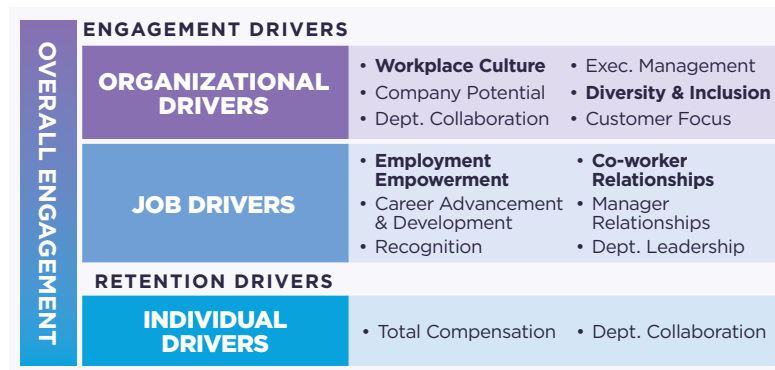 OVERALL ENGAGEMENT
ENGAGEMENT DRIVERS
ORGANIZATIONAL
DRIVERS
• Workplace Culture
• Company Potential
• Dept. Collaboration
• Exec. Management
• Diversity & Inclusion
• Customer Focus
JOB DRIVERS
• Employment
Empowerment
• Career Advancement
& Development
• Recognition
• Co-worker
Relationships
• Manager
Relationships
• Dept. Leadership
RETENTION DRIVERS
INDIVIDUAL
DRIVERS
• Total Compensation
• Dept. Collaboration